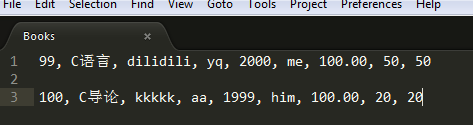 File Edit Selection Find View Goto Tools Project Preferences Help
Books ×
1 99, C语言, dilidili, yq, 2000, me, 100.00, 50, 50
2
3 100, C导论, kkkkk, aa, 1999, him, 100.00, 20, 20